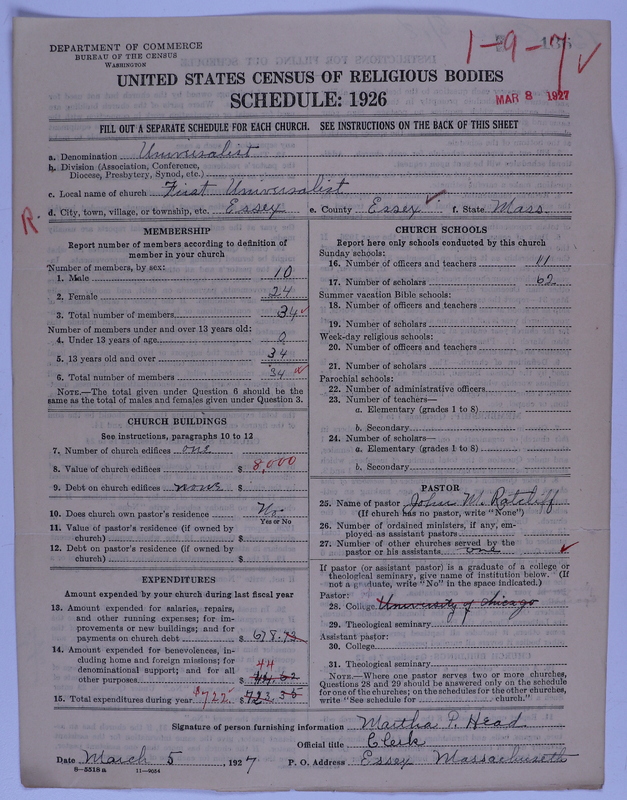 DEPARTMENT OF COMMERCE
BUREAU OF THE CENSUS
WASHINGTON
1-9-7 ✓
UNITED STATES CENSUS OF RELIGIOUS BODIES
SCHEDULE: 1926
MAR 8 1927
FILL OUT A SEPARATE SCHEDULE FOR EACH CHURCH. SEE INSTRUCTIONS ON THE BACK OF THIS SHEET
a. Denomination Universalist
b. Division (Association, Conference, Diocese, Presbytery, Synod, etc.)
c. Local name of church First Universalist
R. d. City, town, village, or township, etc. Essex e. County Essex ✓ f. State Mass.
MEMBERSHIP
Report number of members according to definition of
member in your church
Number of members, by sex:
1. Male 10
2. Female 24
3. Total number of members 34 ✓
Number of members under and over 13 years old:
4. Under 13 years of age 0
5. 13 years old and over 34
6. Total number of members 34 ✓
NOTE.—The total given under Question 6 should be
same as the total of males and females given under Question 3.
CHURCH BUILDINGS
See instructions, paragraphs 10 to 12
7. Number of church edifices one
8. Value of church edifices $ 8,000
9. Debt on church edifices none $
10. Does church own pastor's residence No.
Yes or No
11. Value of pastor's residence (if owned by
church) $
12. Debt on pastor's residence (if owned by
church) $
EXPENDITURES
Amount expended by your church during last fiscal year
13. Amount expended for salaries, repairs,
and other running expenses; for im-
provements or new buildings; and for
payments on church debt $ 678.73
14. Amount expended for benevolences, in-
cluding home and foreign missions; for
denominational support; and for all 44
other purposes $ 44.62
15. Total expenditures during year $722 $ 723 35
CHURCH SCHOOLS
Report here only schools conducted by this church
Sunday schools:
16. Number of officers and teachers 11
17. Number of scholars 62
Summer vacation Bible schools:
18. Number of officers and teachers
19. Number of scholars
Week-day religious schools:
20. Number of officers and teachers
21. Number of scholars
Parochial schools:
22. Number of administrative officers
23. Number of teachers—
a. Elementary (grades 1 to 8)
b. Secondary
24. Number of scholars—
a. Elementary (grades 1 to 8)
b. Secondary
PASTOR
25. Name of pastor John M. Ratcliff
(If church has no pastor, write "None")
26. Number of ordained ministers, if any, em-
ployed as assistant pastors
27. Number of other churches served by the
pastor or his assistants one ✓
If pastor (or assistant pastor) is a graduate of a college or
theological seminary, give name of institution below. (If
not a graduate, write "No" in the space indicated.)
Pastor:
28. College University of Chicago
29. Theological seminary
Assistant pastor:
30. College
31. Theological seminary
NOTE.—Where one pastor serves two or more churches,
Questions 28 and 29 should be answered only on the schedule
for one of the churches; on the schedules for the other churches,
write "See schedule for church."
Signature of person furnishing information Martha P. Head
Official title Clerk
Date March 5, 1927 P. O. Address Essex Massachusetts
8—5518 a 11—9054